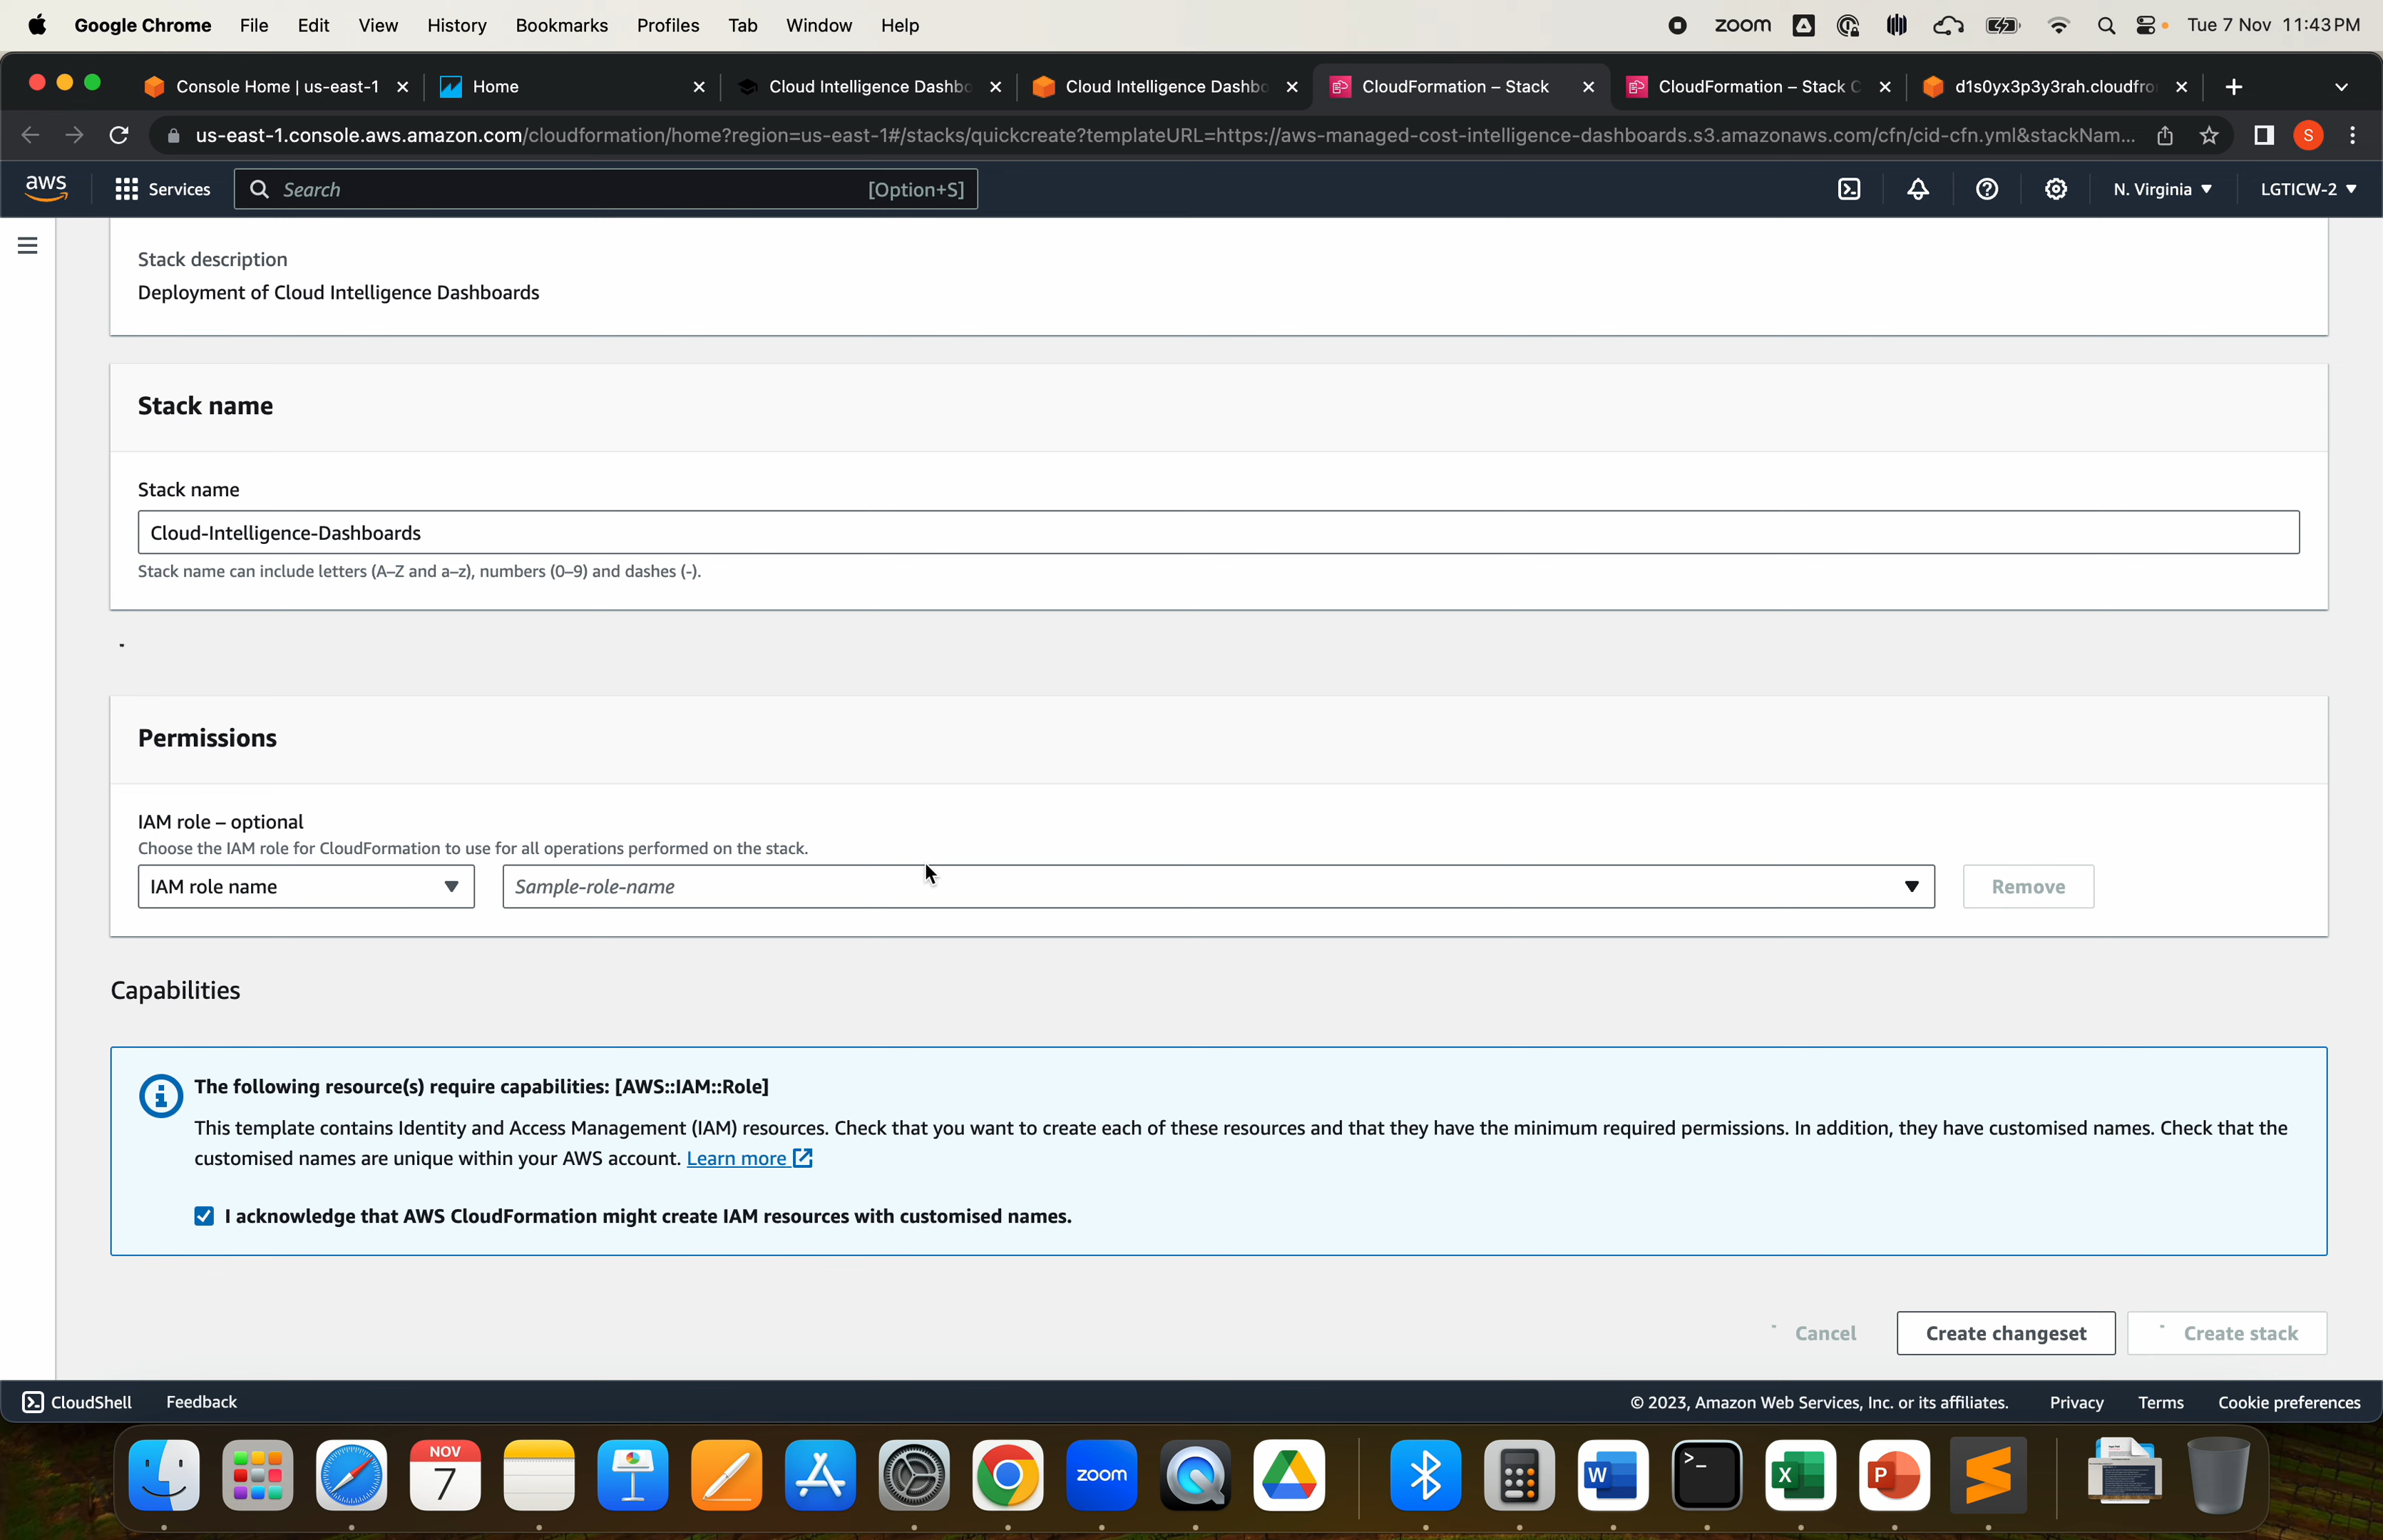 Google Chrome File Edit View History Bookmarks Profiles Tab Window Help zoom Tue 7 Nov 11:43 PM
Console Home | us-east-1 Home Cloud Intelligence Dashbo Cloud Intelligence Dashbo CloudFormation – Stack CloudFormation – Stack C d1s0yx3p3y3rah.cloudfro
us-east-1.console.aws.amazon.com/cloudformation/home?region=us-east-1#/stacks/quickcreate?templateURL=https://aws-managed-cost-intelligence-dashboards.s3.amazonaws.com/cfn/cid-cfn.yml&stackNam... S
aws Services Search [Option+S] N. Virginia LGTICW-2
Stack description
Deployment of Cloud Intelligence Dashboards
Stack name
Stack name
Cloud-Intelligence-Dashboards
Stack name can include letters (A–Z and a–z), numbers (0–9) and dashes (-).
Permissions
IAM role – optional
Choose the IAM role for CloudFormation to use for all operations performed on the stack.
IAM role name Sample-role-name Remove
Capabilities
The following resource(s) require capabilities: [AWS::IAM::Role]
This template contains Identity and Access Management (IAM) resources. Check that you want to create each of these resources and that they have the minimum required permissions. In addition, they have customised names. Check that the
customised names are unique within your AWS account. Learn more
I acknowledge that AWS CloudFormation might create IAM resources with customised names.
Cancel Create changeset Create stack
CloudShell Feedback © 2023, Amazon Web Services, Inc. or its affiliates. Privacy Terms Cookie preferences
NOV
7 zoom W >_ X P